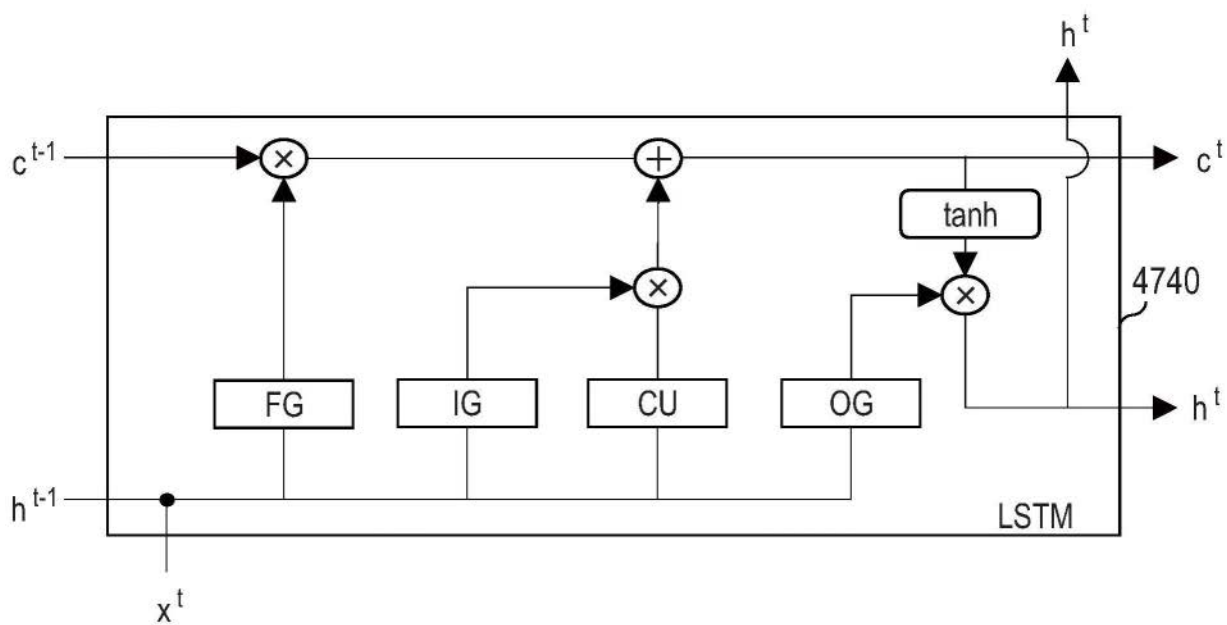 h t
c t-1
×
+
c t
tanh
4740
×
×
FG
IG
CU
OG
h t
h t-1
LSTM
x t